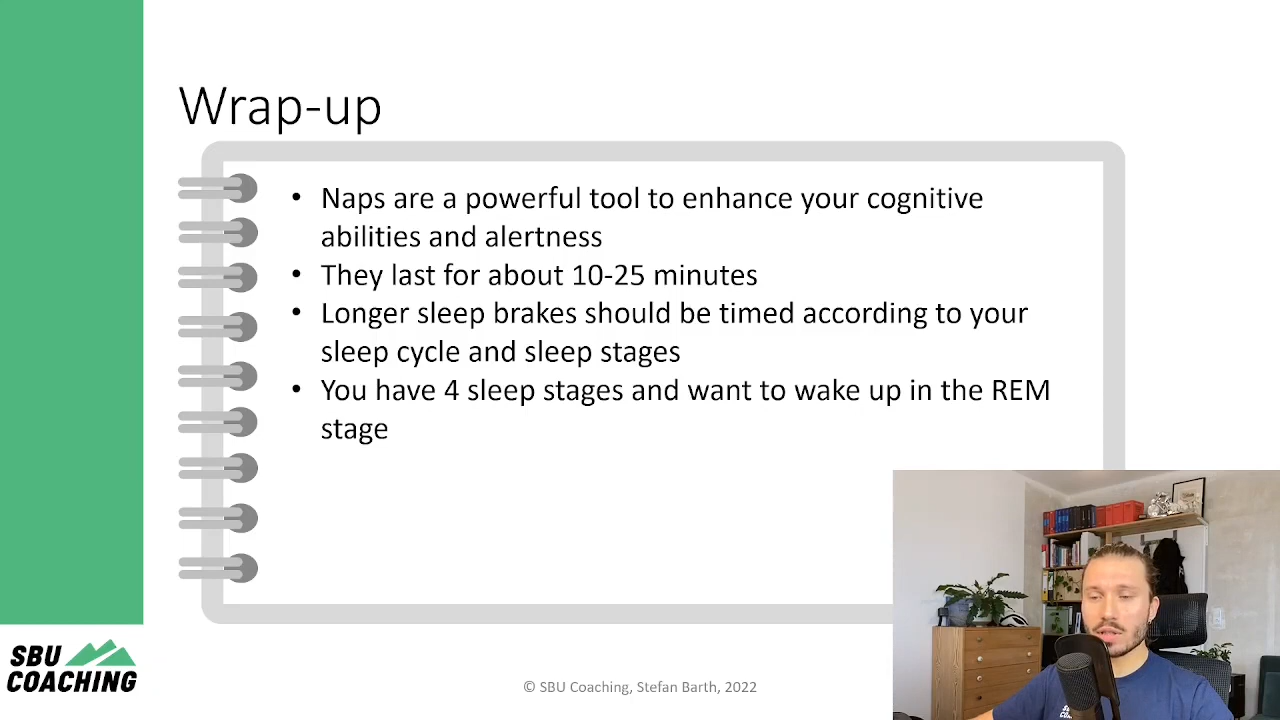 Wrap-up
• Naps are a powerful tool to enhance your cognitive
abilities and alertness
• They last for about 10-25 minutes
• Longer sleep brakes should be timed according to your
sleep cycle and sleep stages
• You have 4 sleep stages and want to wake up in the REM
stage
SBU
COACHING
© SBU Coaching, Stefan Barth, 2022